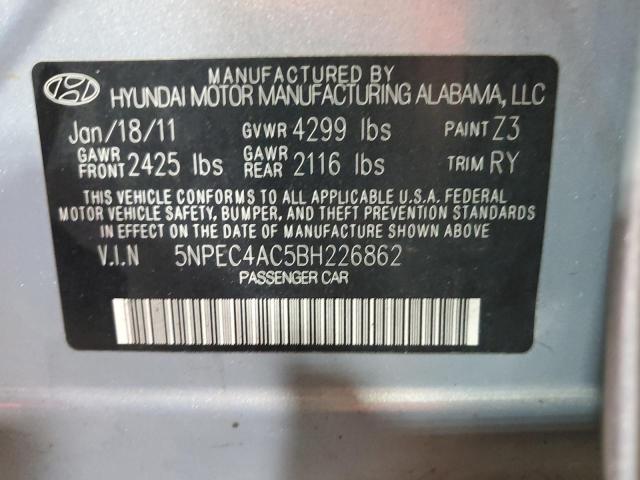 MANUFACTURED BY
HYUNDAI MOTOR MANUFACTURING ALABAMA, LLC
Jan/18/11 GVWR 4299 lbs PAINT Z3
GAWR FRONT 2425 lbs GAWR REAR 2116 lbs TRIM RY
THIS VEHICLE CONFORMS TO ALL APPLICABLE U.S.A. FEDERAL
MOTOR VEHICLE SAFETY, BUMPER, AND THEFT PREVENTION STANDARDS
IN EFFECT ON THE DATE OF MANUFACTURE SHOWN ABOVE.
V.I.N 5NPEC4AC5BH226862
PASSENGER CAR